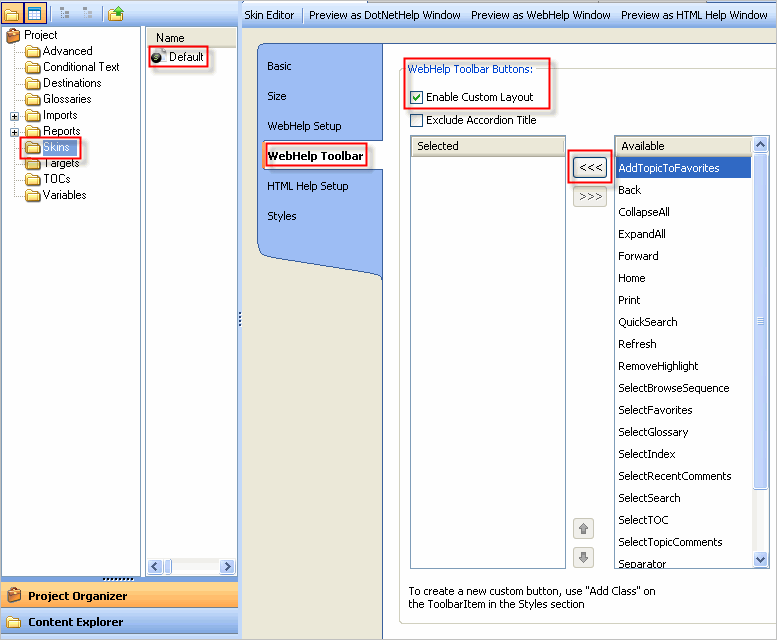 Project
Advanced
Conditional Text
Destinations
Glossaries
Imports
Reports
Skins
Targets
TOCs
Variables
Name
Default
Project Organizer
Content Explorer
Skin Editor
Preview as DotNetHelp Window
Preview as WebHelp Window
Preview as HTML Help Window
Basic
Size
WebHelp Setup
WebHelp Toolbar
HTML Help Setup
Styles
WebHelp Toolbar Buttons:
Enable Custom Layout
Exclude Accordion Title
Selected
<<<
>>>
Available
AddTopicToFavorites
Back
CollapseAll
ExpandAll
Forward
Home
Print
QuickSearch
Refresh
RemoveHighlight
SelectBrowseSequence
SelectFavorites
SelectGlossary
SelectIndex
SelectRecentComments
SelectSearch
SelectTOC
SelectTopicComments
Separator
To create a new custom button, use "Add Class" on
the ToolbarItem in the Styles section